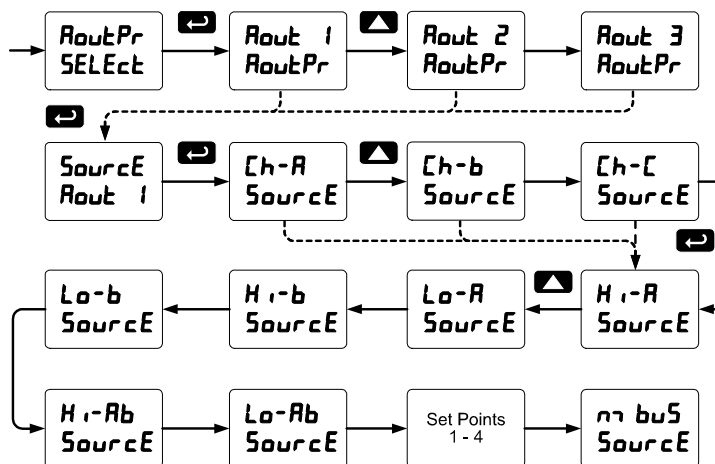 AoutPr
SELEct
Aout 1
AoutPr
Aout 2
AoutPr
Aout 3
AoutPr
SourcE
Aout 1
Ch-A
SourcE
Ch-b
SourcE
Ch-C
SourcE
Lo-b
SourcE
Hi-b
SourcE
Lo-A
SourcE
Hi-A
SourcE
Hi-Ab
SourcE
Lo-Ab
SourcE
Set Points
1 - 4
m buS
SourcE